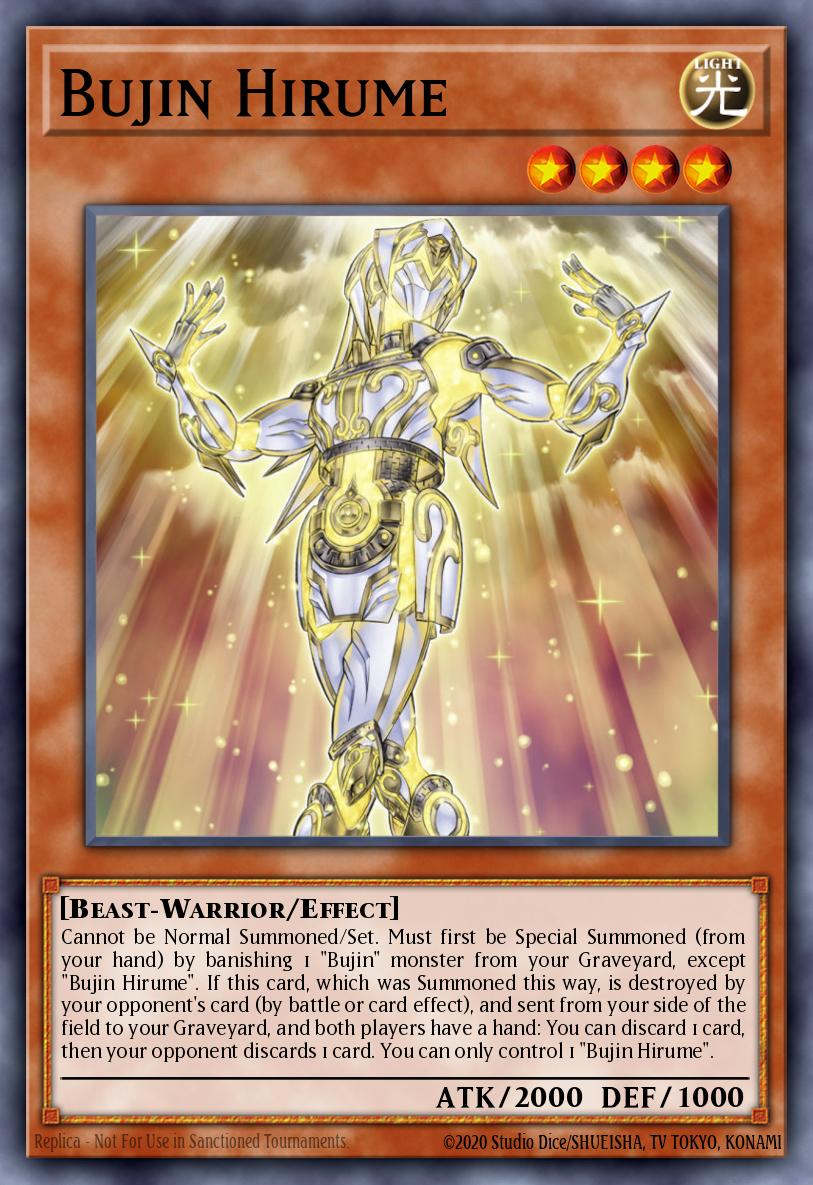 Bujin Hirume
LIGHT
光
[Beast-Warrior/Effect]
Cannot be Normal Summoned/Set. Must first be Special Summoned (from
your hand) by banishing 1 "Bujin" monster from your Graveyard, except
"Bujin Hirume". If this card, which was Summoned this way, is destroyed by
your opponent's card (by battle or card effect), and sent from your side of the
field to your Graveyard, and both players have a hand: You can discard 1 card,
then your opponent discards 1 card. You can only control 1 "Bujin Hirume".
ATK/2000 DEF/1000
Replica - Not For Use in Sanctioned Tournaments.
©2020 Studio Dice/SHUEISHA, TV TOKYO, KONAMI